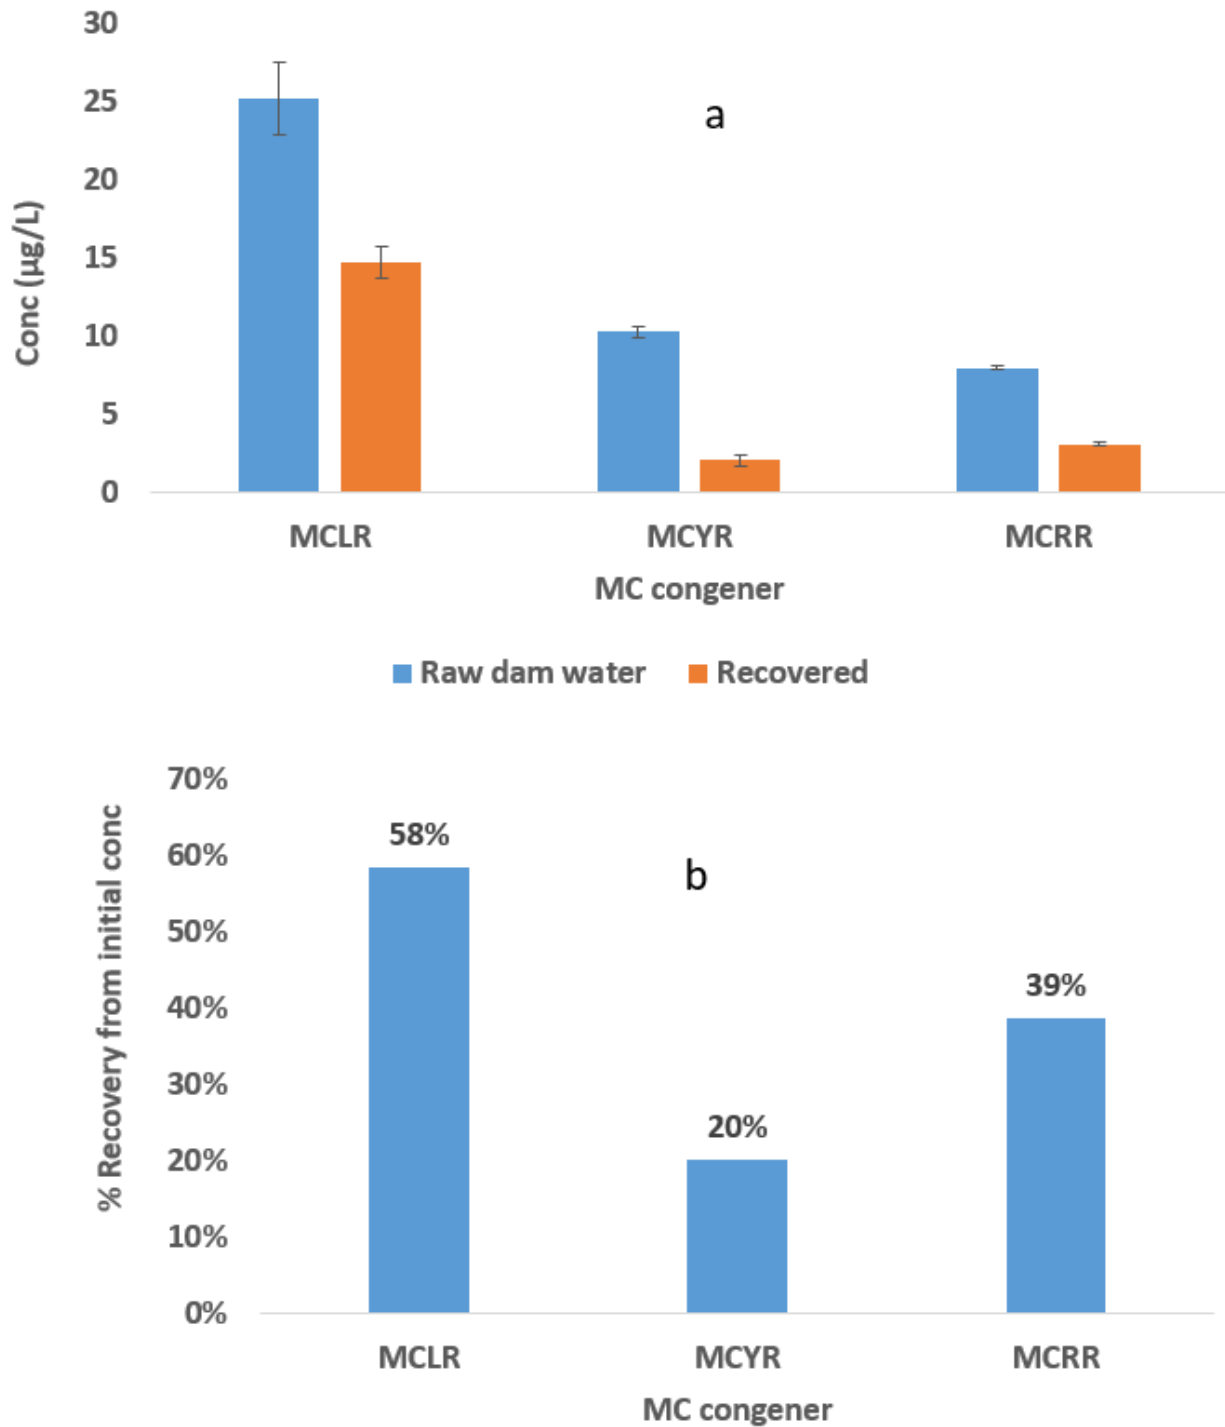 30
25
20
15
10
5
0
Conc (µg/L)
a
MCLR MCYR MCRR
MC congener
Raw dam water Recovered
70%
60%
50%
40%
30%
20%
10%
0%
% Recovery from initial conc
b
58%
20%
39%
MCLR MCYR MCRR
MC congener